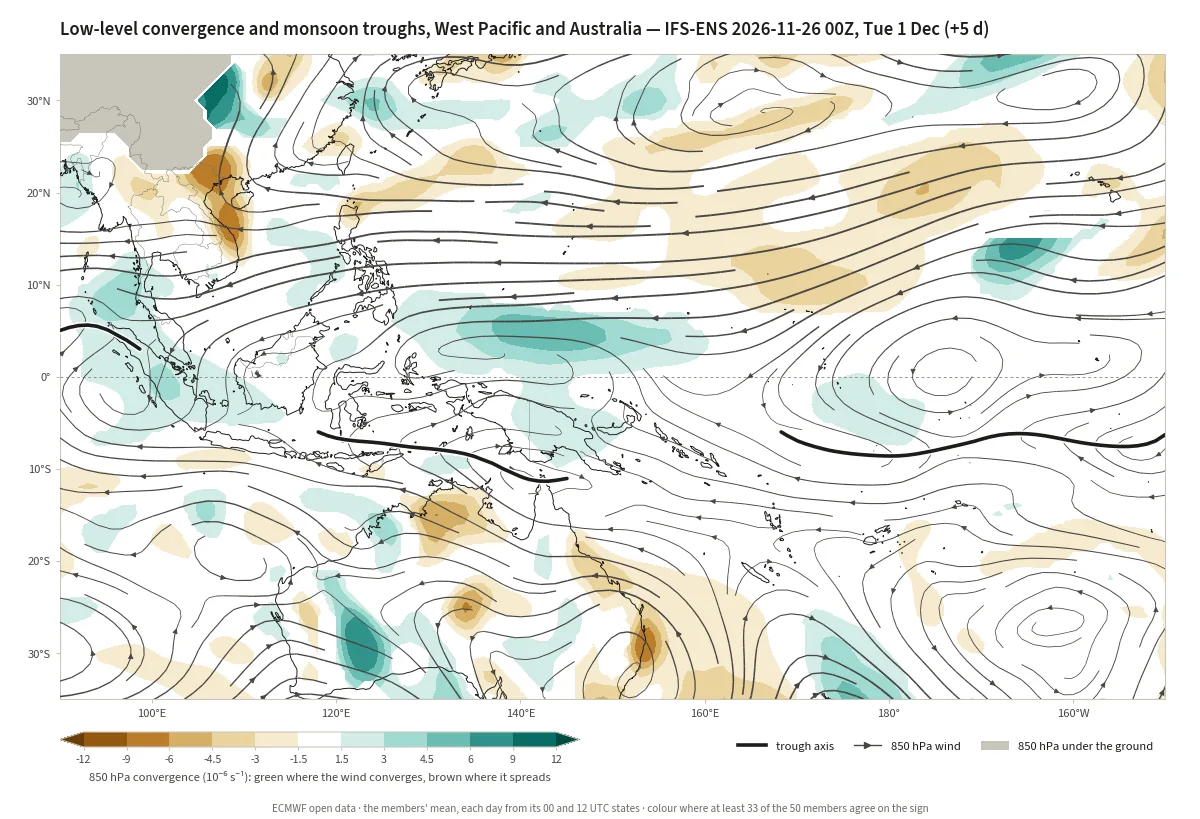 Low-level convergence and monsoon troughs, West Pacific and Australia — IFS-ENS 2026-11-26 00Z, Tue 1 Dec (+5 d)
30°N
20°N
10°N
0°
10°S
20°S
30°S
100°E 120°E 140°E 160°E 180° 160°W
-12 -9 -6 -4.5 -3 -1.5 1.5 3 4.5 6 9 12
850 hPa convergence (10⁻⁶ s⁻¹): green where the wind converges, brown where it spreads
trough axis 850 hPa wind 850 hPa under the ground
ECMWF open data · the members' mean, each day from its 00 and 12 UTC states · colour where at least 33 of the 50 members agree on the sign